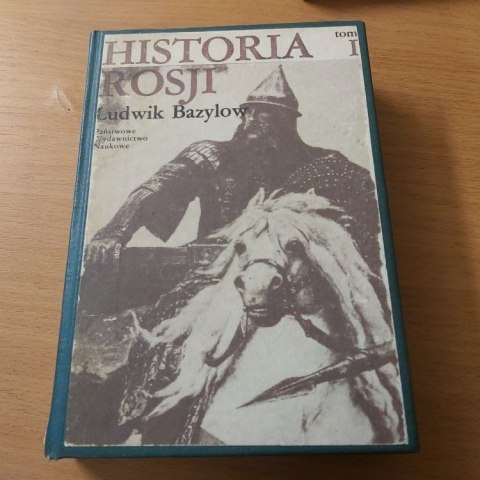 HISTORIA
ROSJI
tom
I
Ludwik Bazylow
Państwowe
Wydawnictwo
Naukowe